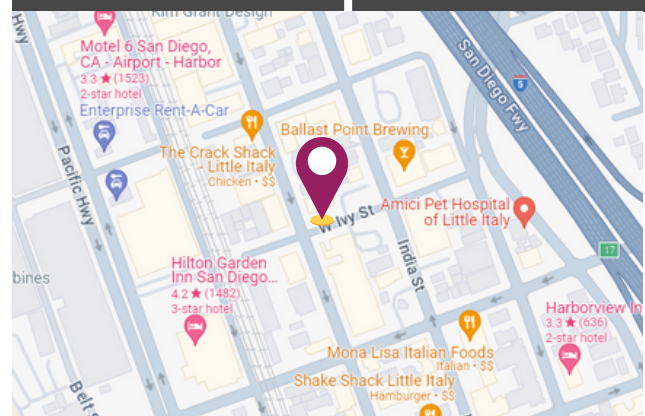 Kim Grant Design
Hwy
Motel 6 San Diego,
CA - Airport - Harbor
3.3 ★ (1523)
2-star hotel
San Diego Fwy
5
Enterprise Rent-A-Car
Ballast Point Brewing
The Crack Shack
- Little Italy
Chicken • $$
Pacific Hwy
W Ivy St
Amici Pet Hospital
of Little Italy
India St
17
bines
Hilton Garden
Inn San Diego...
4.2 ★ (1482)
3-star hotel
Harborview In
3.3 ★ (636)
2-star hotel
Mona Lisa Italian Foods
Italian • $$
Shake Shack Little Italy
Hamburger • $$